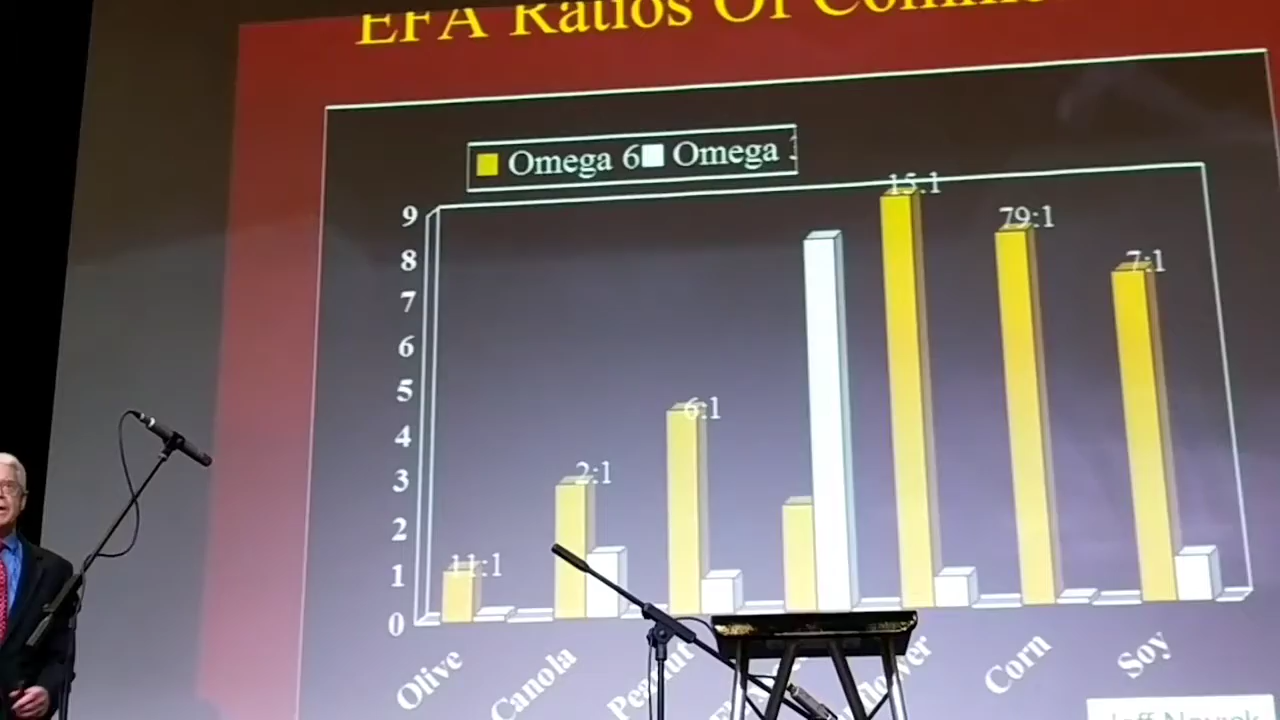 EFA Ratios Of
Omega 6 Omega
15:1
79:1
7:1
6:1
2:1
11:1
9
8
7
6
5
4
3
2
1
0
Olive
Canola
Peanut
Corn
Soy